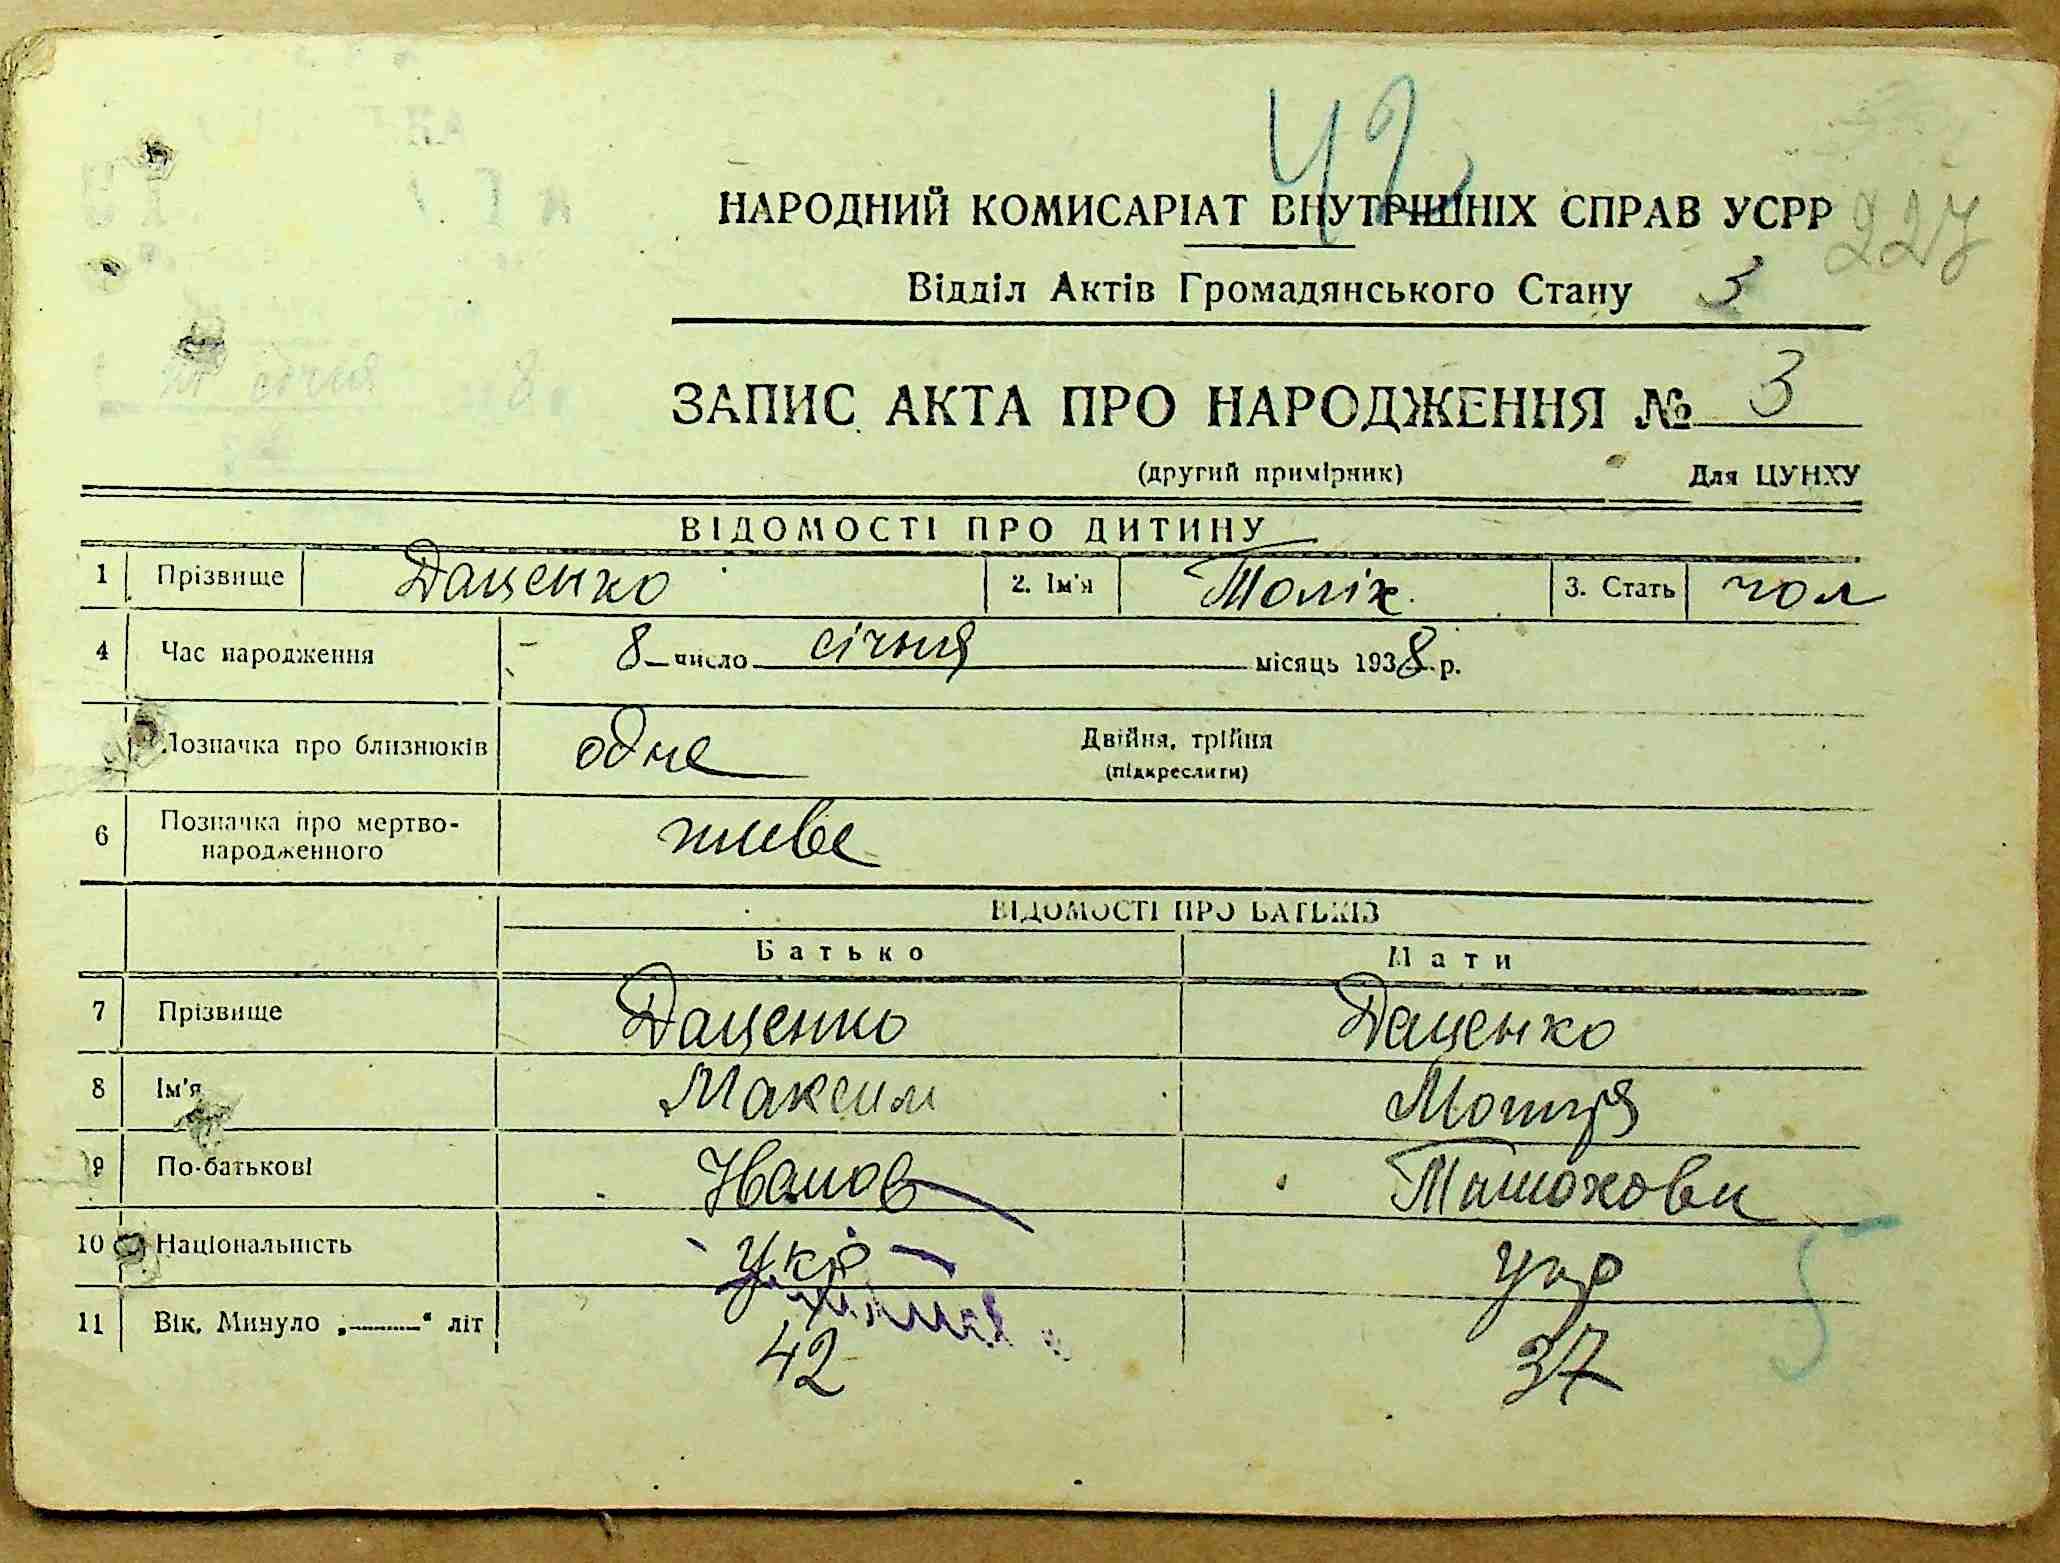 42
НАРОДНИЙ КОМИСАРІАТ ВНУТРІШНІХ СПРАВ УСРР
227
Відділ Актів Громадянського Стану 3
ЗАПИС АКТА ПРО НАРОДЖЕННЯ № 3
(другий примірник) Для ЦУНХУ
ВІДОМОСТІ ПРО ДИТИНУ
1 Прізвище Даценко 2. Ім'я Толік 3. Стать чол
4 Час народження 8 число січня місяць 1938 р.
Позначка про близнюків одне Двійня, трійня
(підкреслити)
6 Позначка про мертво-
народженного живе
ВІДОМОСТІ ПРО БАТЬКІВ
Батько Мати
7 Прізвище Даценко Даценко
8 Ім'я Максим Мотря
9 По-батькові Иванов
10 Національність Укр Укр
5
11 Вік. Минуло „——“ літ 42 37